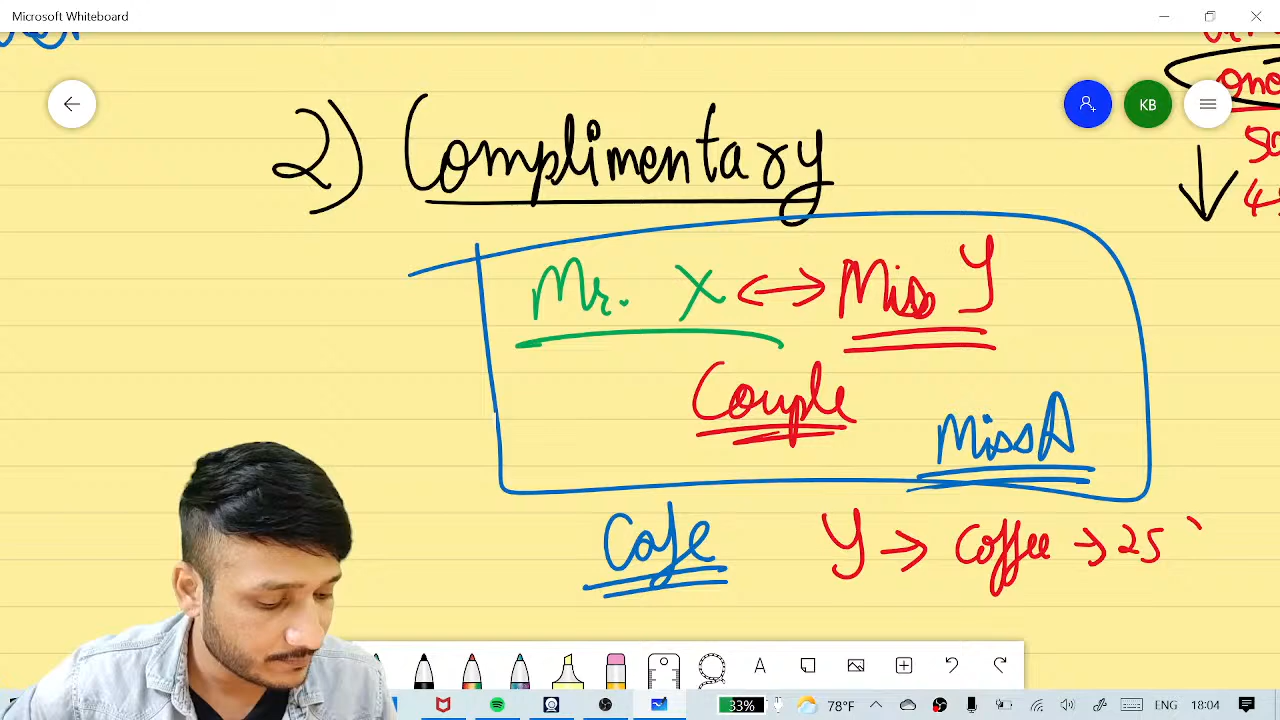 Microsoft Whiteboard
KB
2) Complimentary
Mr. X ↔ Miss Y
Couple
Miss A
Cafe
Y → Coffee → 25
A
33%
78°F
ENG
18:04